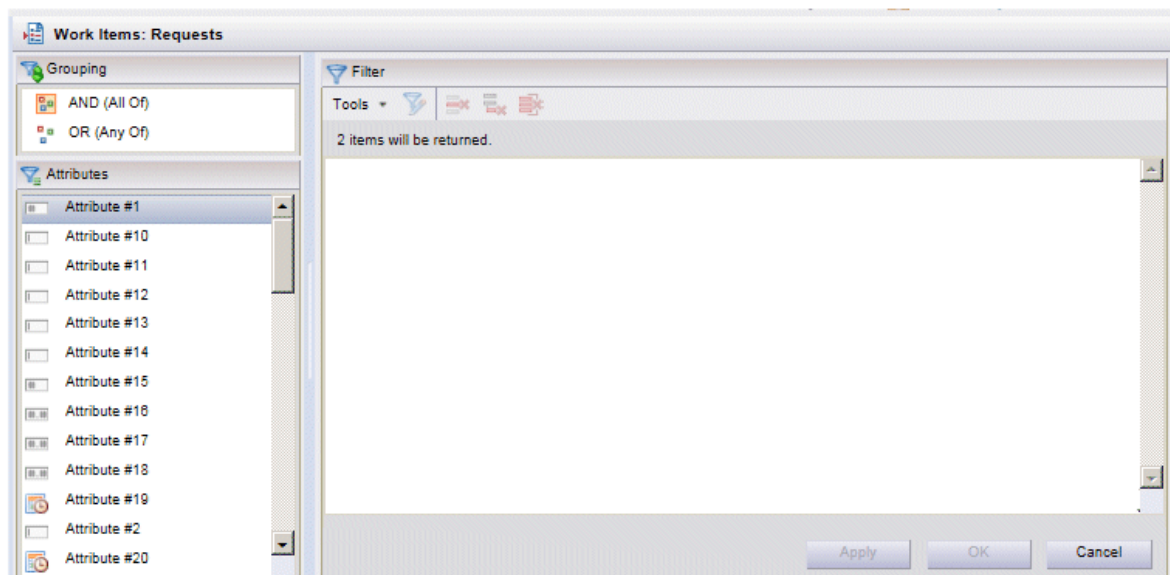 Work Items: Requests
Grouping
AND (All Of)
OR (Any Of)
Attributes
Attribute #1
Attribute #10
Attribute #11
Attribute #12
Attribute #13
Attribute #14
Attribute #15
Attribute #16
Attribute #17
Attribute #18
Attribute #19
Attribute #2
Attribute #20
Filter
Tools
2 items will be returned.
Apply OK Cancel